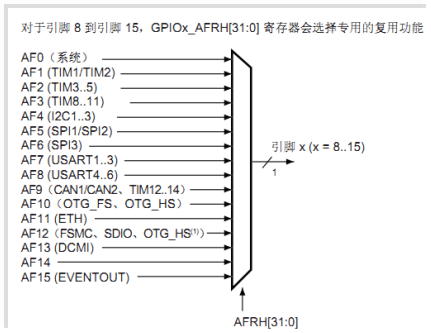 对于引脚 8 到引脚 15，GPIOx_AFRH[31:0] 寄存器会选择专用的复用功能
AF0（系统）
AF1 (TIM1/TIM2)
AF2 (TIM3..5)
AF3 (TIM8..11)
AF4 (I2C1..3)
AF5 (SPI1/SPI2)
AF6 (SPI3)
AF7 (USART1..3)
AF8 (USART4..6)
AF9（CAN1/CAN2、TIM12..14）
AF10（OTG_FS、OTG_HS）
AF11 (ETH)
AF12（FSMC、SDIO、OTG_HS⁽¹⁾）
AF13 (DCMI)
AF14
AF15 (EVENTOUT)
引脚 x (x = 8..15)
1
AFRH[31:0]